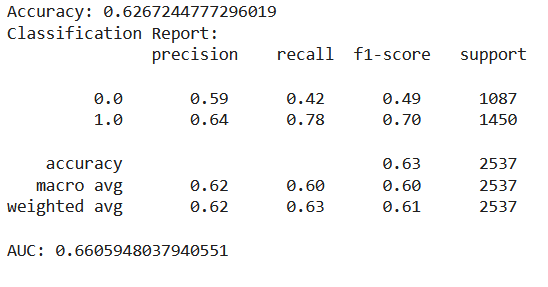 Accuracy: 0.6267244777296019
Classification Report:
precision recall f1-score support
0.0 0.59 0.42 0.49 1087
1.0 0.64 0.78 0.70 1450
accuracy 0.63 2537
macro avg 0.62 0.60 0.60 2537
weighted avg 0.62 0.63 0.61 2537
AUC: 0.6605948037940551